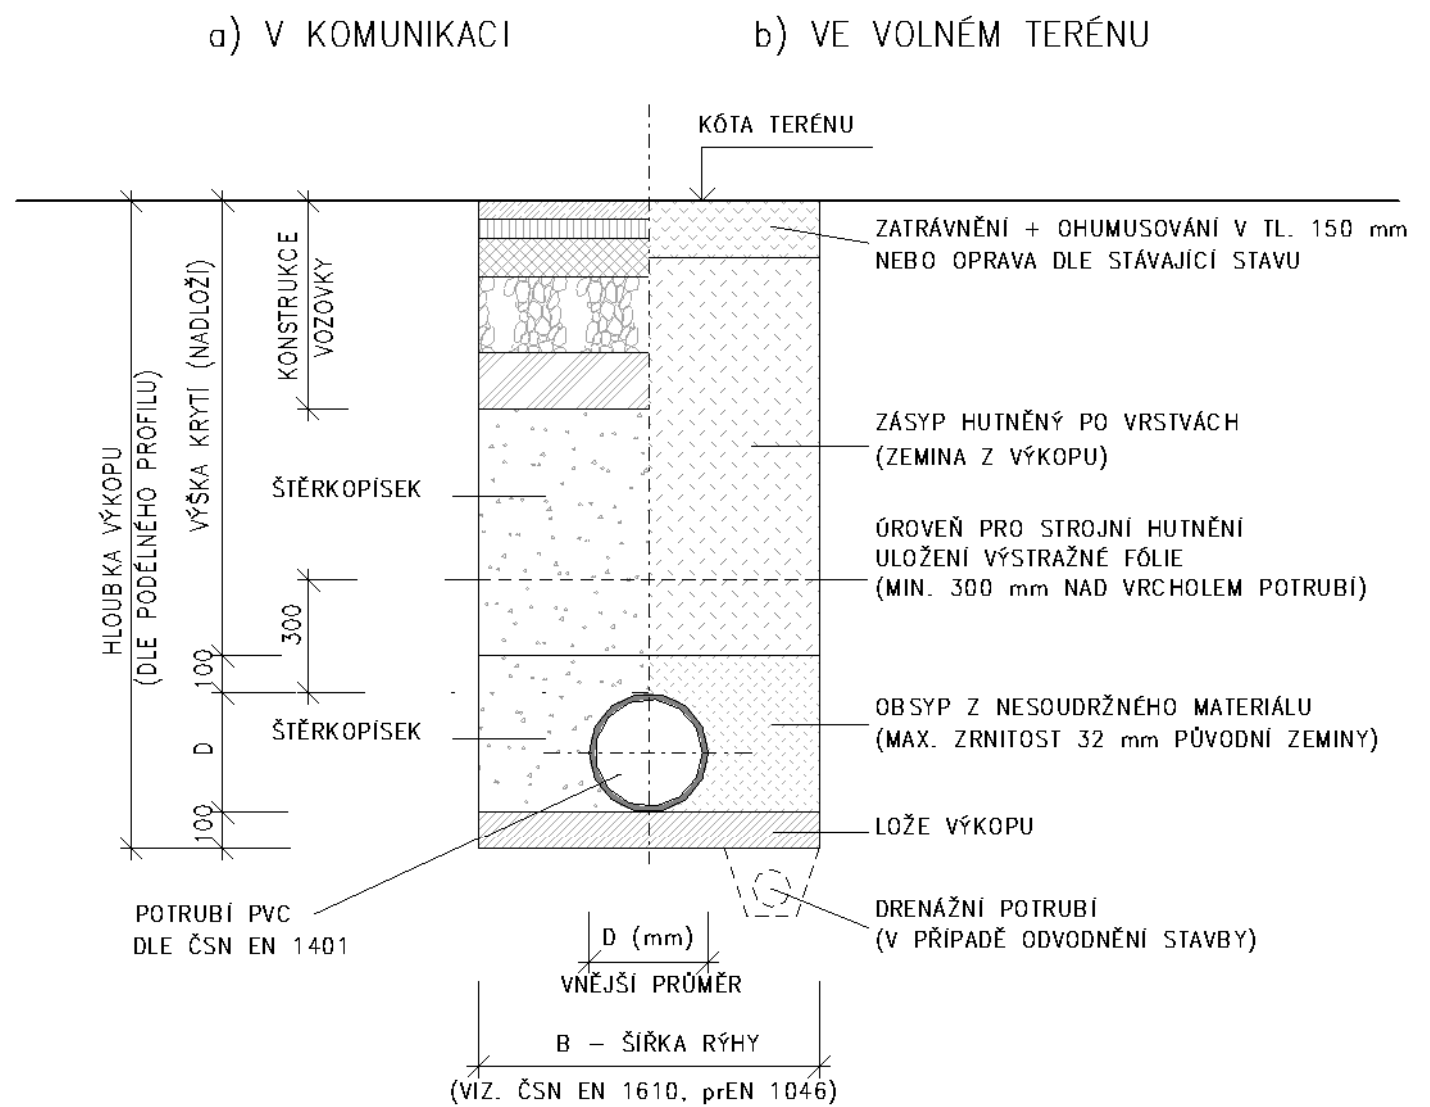 a) V KOMUNIKACI
b) VE VOLNÉM TERÉNU
KÓTA TERÉNU
ZATRÁVNĚNÍ + OHUMUSOVÁNÍ V TL. 150 mm
NEBO OPRAVA DLE STÁVAJÍCÍ STAVU
KONSTRUKCE
VOZOVKY
VÝŠKA KRYTÍ (NADLOŽÍ)
HLOUBKA VÝKOPU
(DLE PODÉLNÉHO PROFILU)
ZÁSYP HUTNĚNÝ PO VRSTVÁCH
(ZEMINA Z VÝKOPU)
ŠTĚRKOPÍSEK
ÚROVEŇ PRO STROJNÍ HUTNĚNÍ
ULOŽENÍ VÝSTRAŽNÉ FÓLIE
(MIN. 300 mm NAD VRCHOLEM POTRUBÍ)
300
100
OBSYP Z NESOUDRŽNÉHO MATERIÁLU
(MAX. ZRNITOST 32 mm PŮVODNÍ ZEMINY)
ŠTĚRKOPÍSEK
D
100
LOŽE VÝKOPU
POTRUBÍ PVC
DLE ČSN EN 1401
DRENÁŽNÍ POTRUBÍ
(V PŘÍPADĚ ODVODNĚNÍ STAVBY)
D (mm)
VNĚJŠÍ PRŮMĚR
B – ŠÍŘKA RÝHY
(VIZ. ČSN EN 1610, prEN 1046)